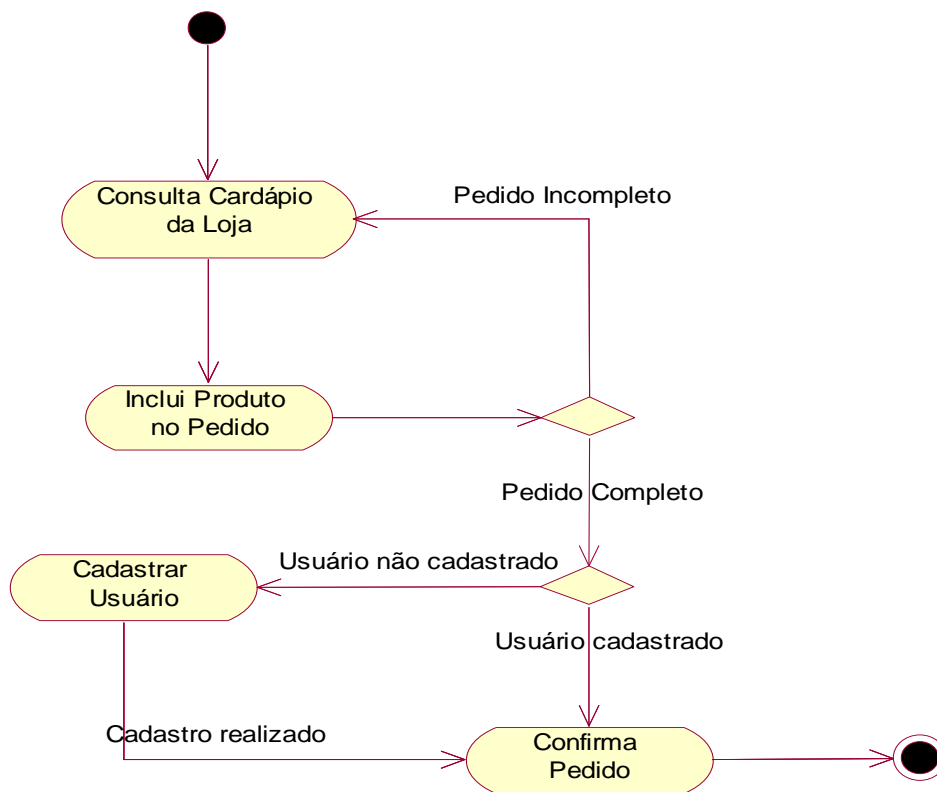 Consulta Cardápio
da Loja
Pedido Incompleto
Inclui Produto
no Pedido
Pedido Completo
Usuário não cadastrado
Cadastrar
Usuário
Usuário cadastrado
Cadastro realizado
Confirma
Pedido